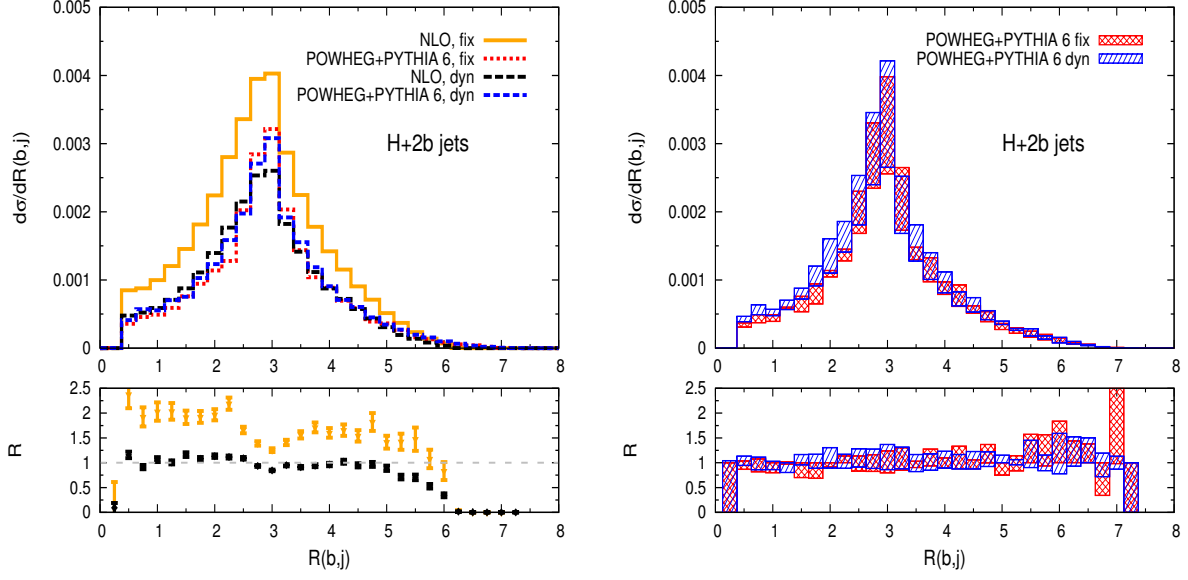 0.005
0.004
0.003
0.002
0.001
0
dσ/dR(b,j)
NLO, fix
POWHEG+PYTHIA 6, fix
NLO, dyn
POWHEG+PYTHIA 6, dyn
H+2b jets
0 1 2 3 4 5 6 7 8
2.5
2
1.5
1
0.5
0
R
0 1 2 3 4 5 6 7 8
R(b,j)
0.005
0.004
0.003
0.002
0.001
0
dσ/dR(b,j)
POWHEG+PYTHIA 6 fix
POWHEG+PYTHIA 6 dyn
H+2b jets
0 1 2 3 4 5 6 7 8
2.5
2
1.5
1
0.5
0
R
0 1 2 3 4 5 6 7 8
R(b,j)